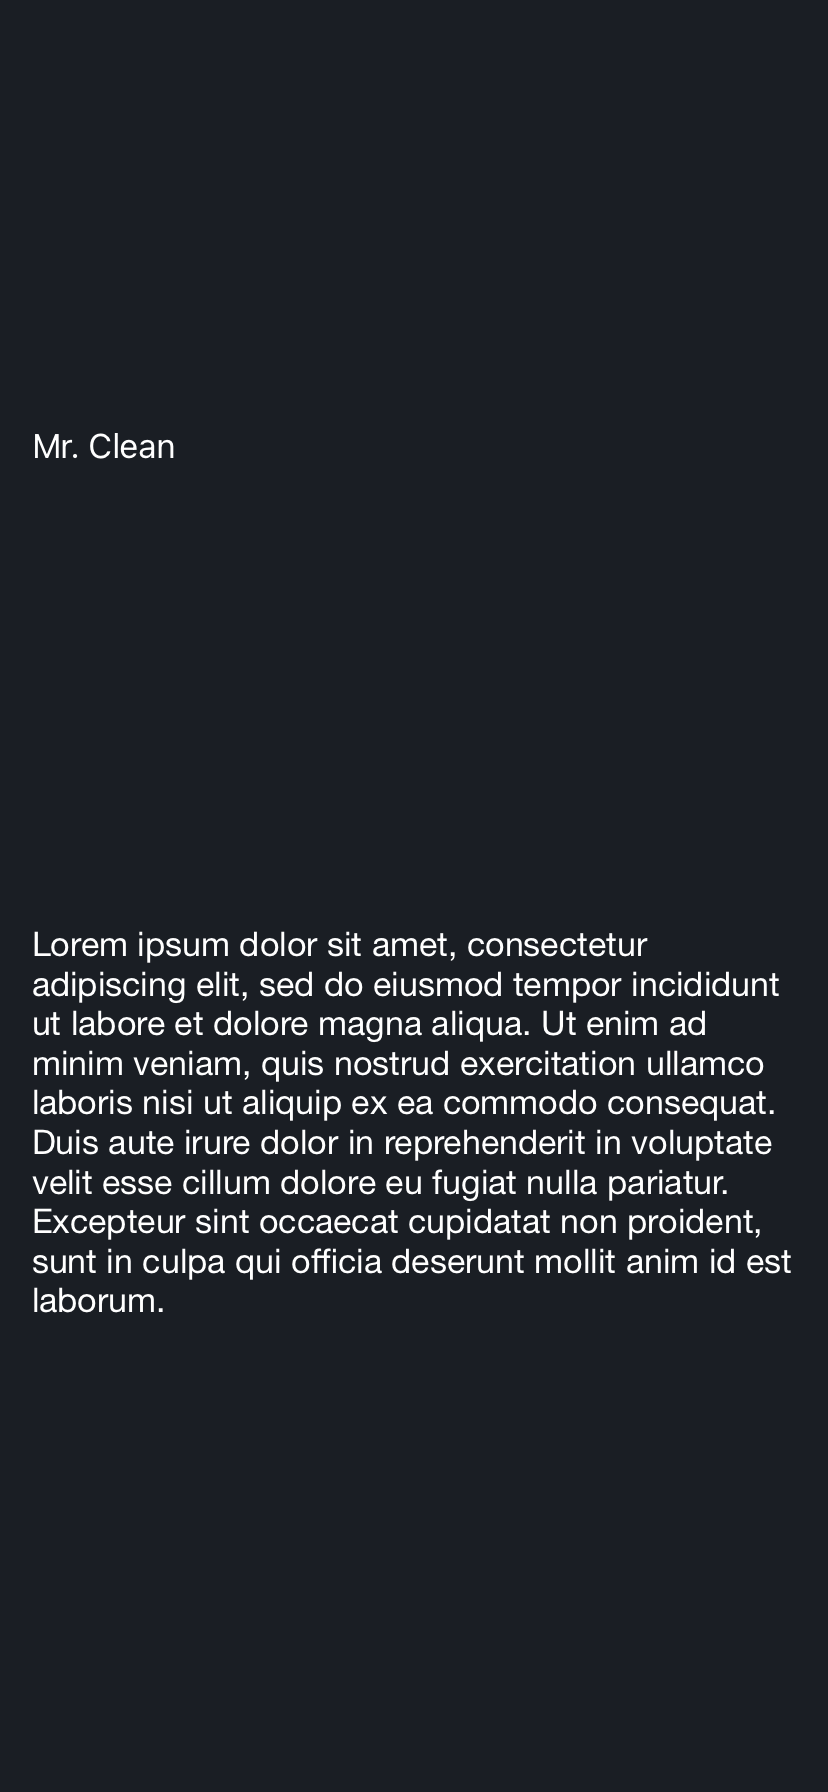 Mr. Clean
Lorem ipsum dolor sit amet, consectetur
adipiscing elit, sed do eiusmod tempor incididunt
ut labore et dolore magna aliqua. Ut enim ad
minim veniam, quis nostrud exercitation ullamco
laboris nisi ut aliquip ex ea commodo consequat.
Duis aute irure dolor in reprehenderit in voluptate
velit esse cillum dolore eu fugiat nulla pariatur.
Excepteur sint occaecat cupidatat non proident,
sunt in culpa qui officia deserunt mollit anim id est
laborum.